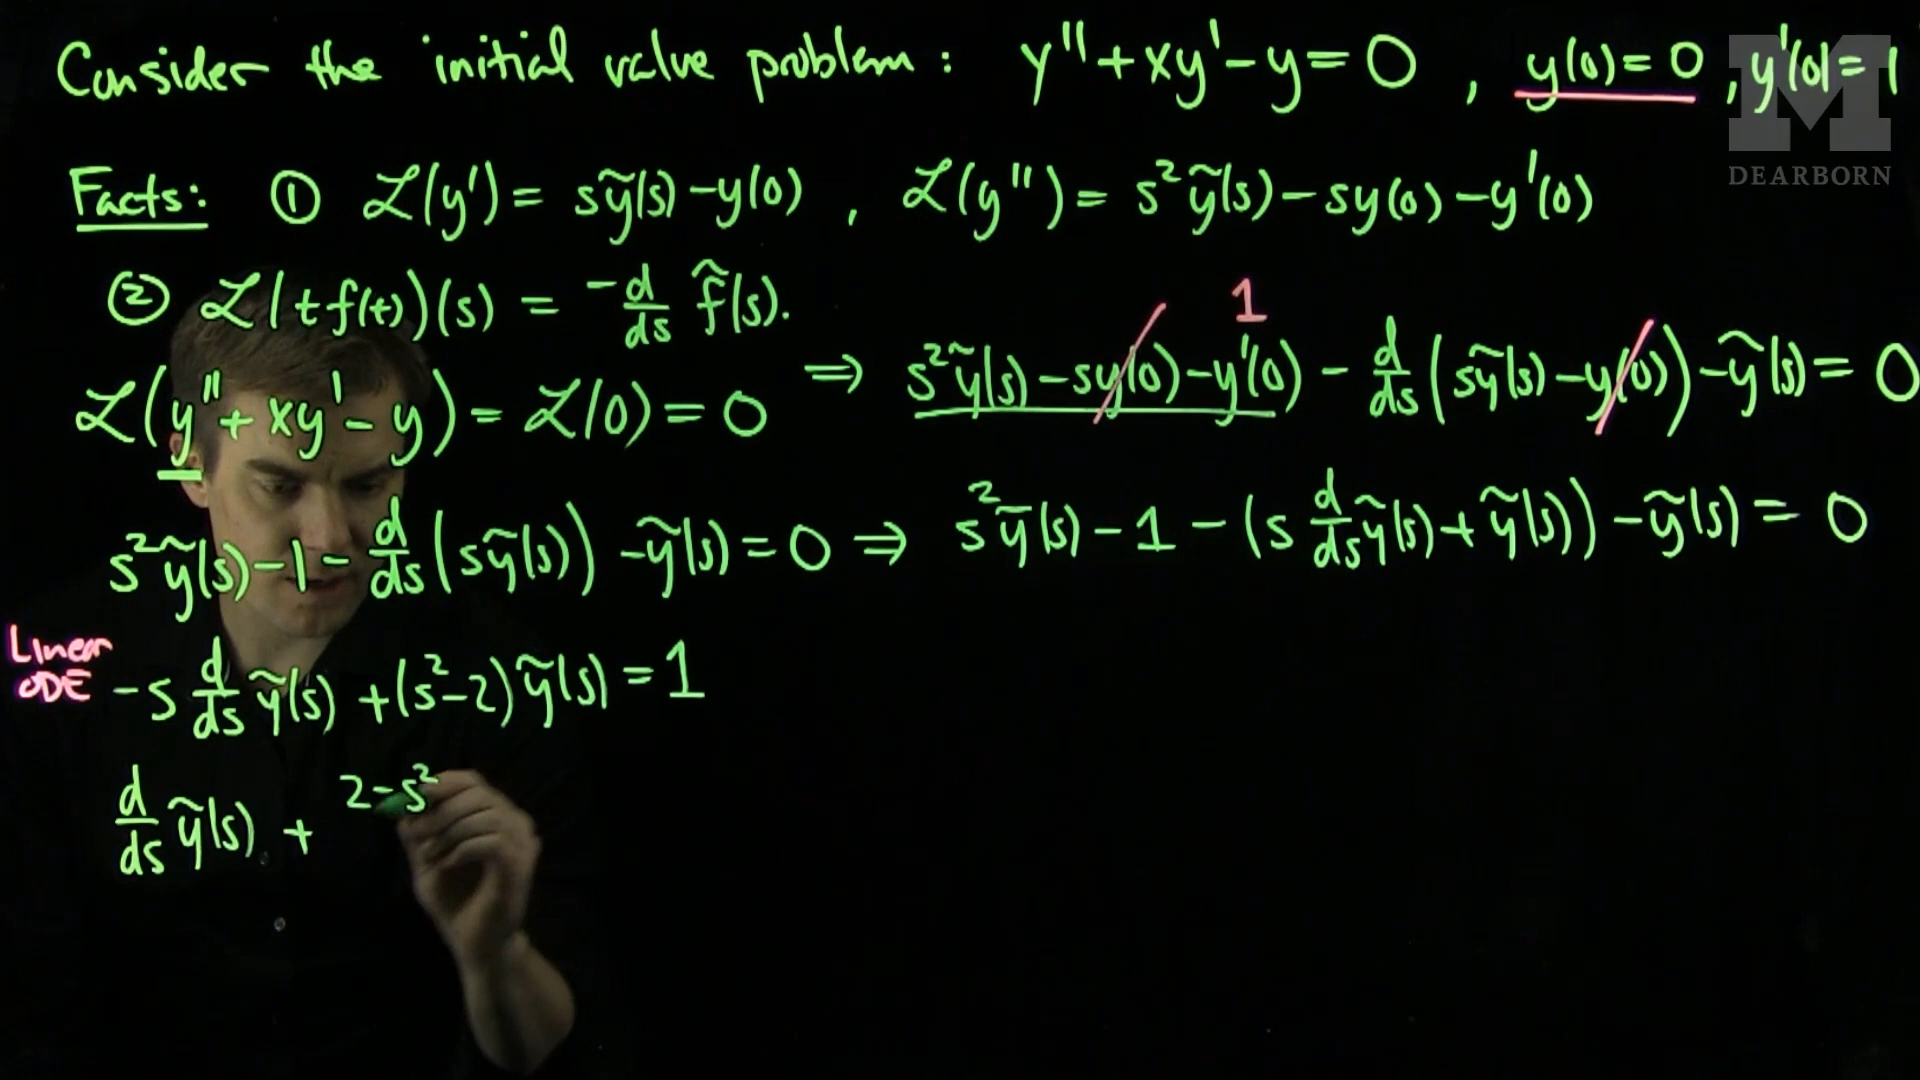 Consider the initial value problem: y'' + xy' - y = 0, y(0) = 0, y'(0) = 1
M
DEARBORN
Facts: ① ℒ(y') = sỹ(s) - y(0), ℒ(y'') = s²ỹ(s) - sy(0) - y'(0)
② ℒ(t f(t))(s) = -d/ds f̃(s).
ℒ(y'' + xy' - y) = ℒ(0) = 0 ⇒ s²ỹ(s) - sy(0) - y'(0) - d/ds(sỹ(s) - y(0)) - ỹ(s) = 0
1
s²ỹ(s) - 1 - d/ds(sỹ(s)) - ỹ(s) = 0 ⇒ s²ỹ(s) - 1 - (s d/ds ỹ(s) + ỹ(s)) - ỹ(s) = 0
Linear
ODE
-s d/ds ỹ(s) + (s² - 2)ỹ(s) = 1
d/ds ỹ(s) + 2 - s²